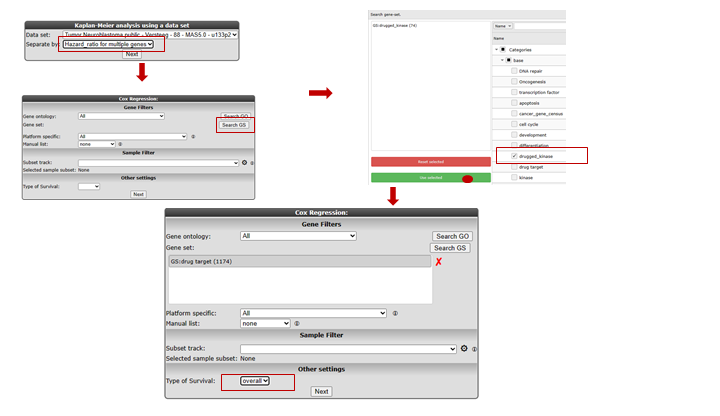 Kaplan-Meier analysis using a data set
Data set: Tumor Neuroblastoma public - Versteeg - 88 - MAS5.0 - u133p2
Separate by: Hazard_ratio for multiple genes
Next
Cox Regression:
Gene Filters
Gene ontology: All Search GO
Gene set: Search GS
Platform specific: All
Manual list: none
Sample Filter
Subset track:
Selected sample subset: None
Other settings
Type of Survival:
Next
Search gene-set.
GS:drugged_kinase (74)
Name
Name
Categories
base
DNA repair
Oncogenesis
transcription factor
apoptosis
cancer_gene_census
cell cycle
development
differentiation
drugged_kinase
drug target
kinase
Reset selected
Use selected
Cox Regression:
Gene Filters
Gene ontology: All Search GO
Gene set: Search GS
GS:drug target (1174) X
Platform specific: All
Manual list: none
Sample Filter
Subset track:
Selected sample subset: None
Other settings
Type of Survival: overall
Next